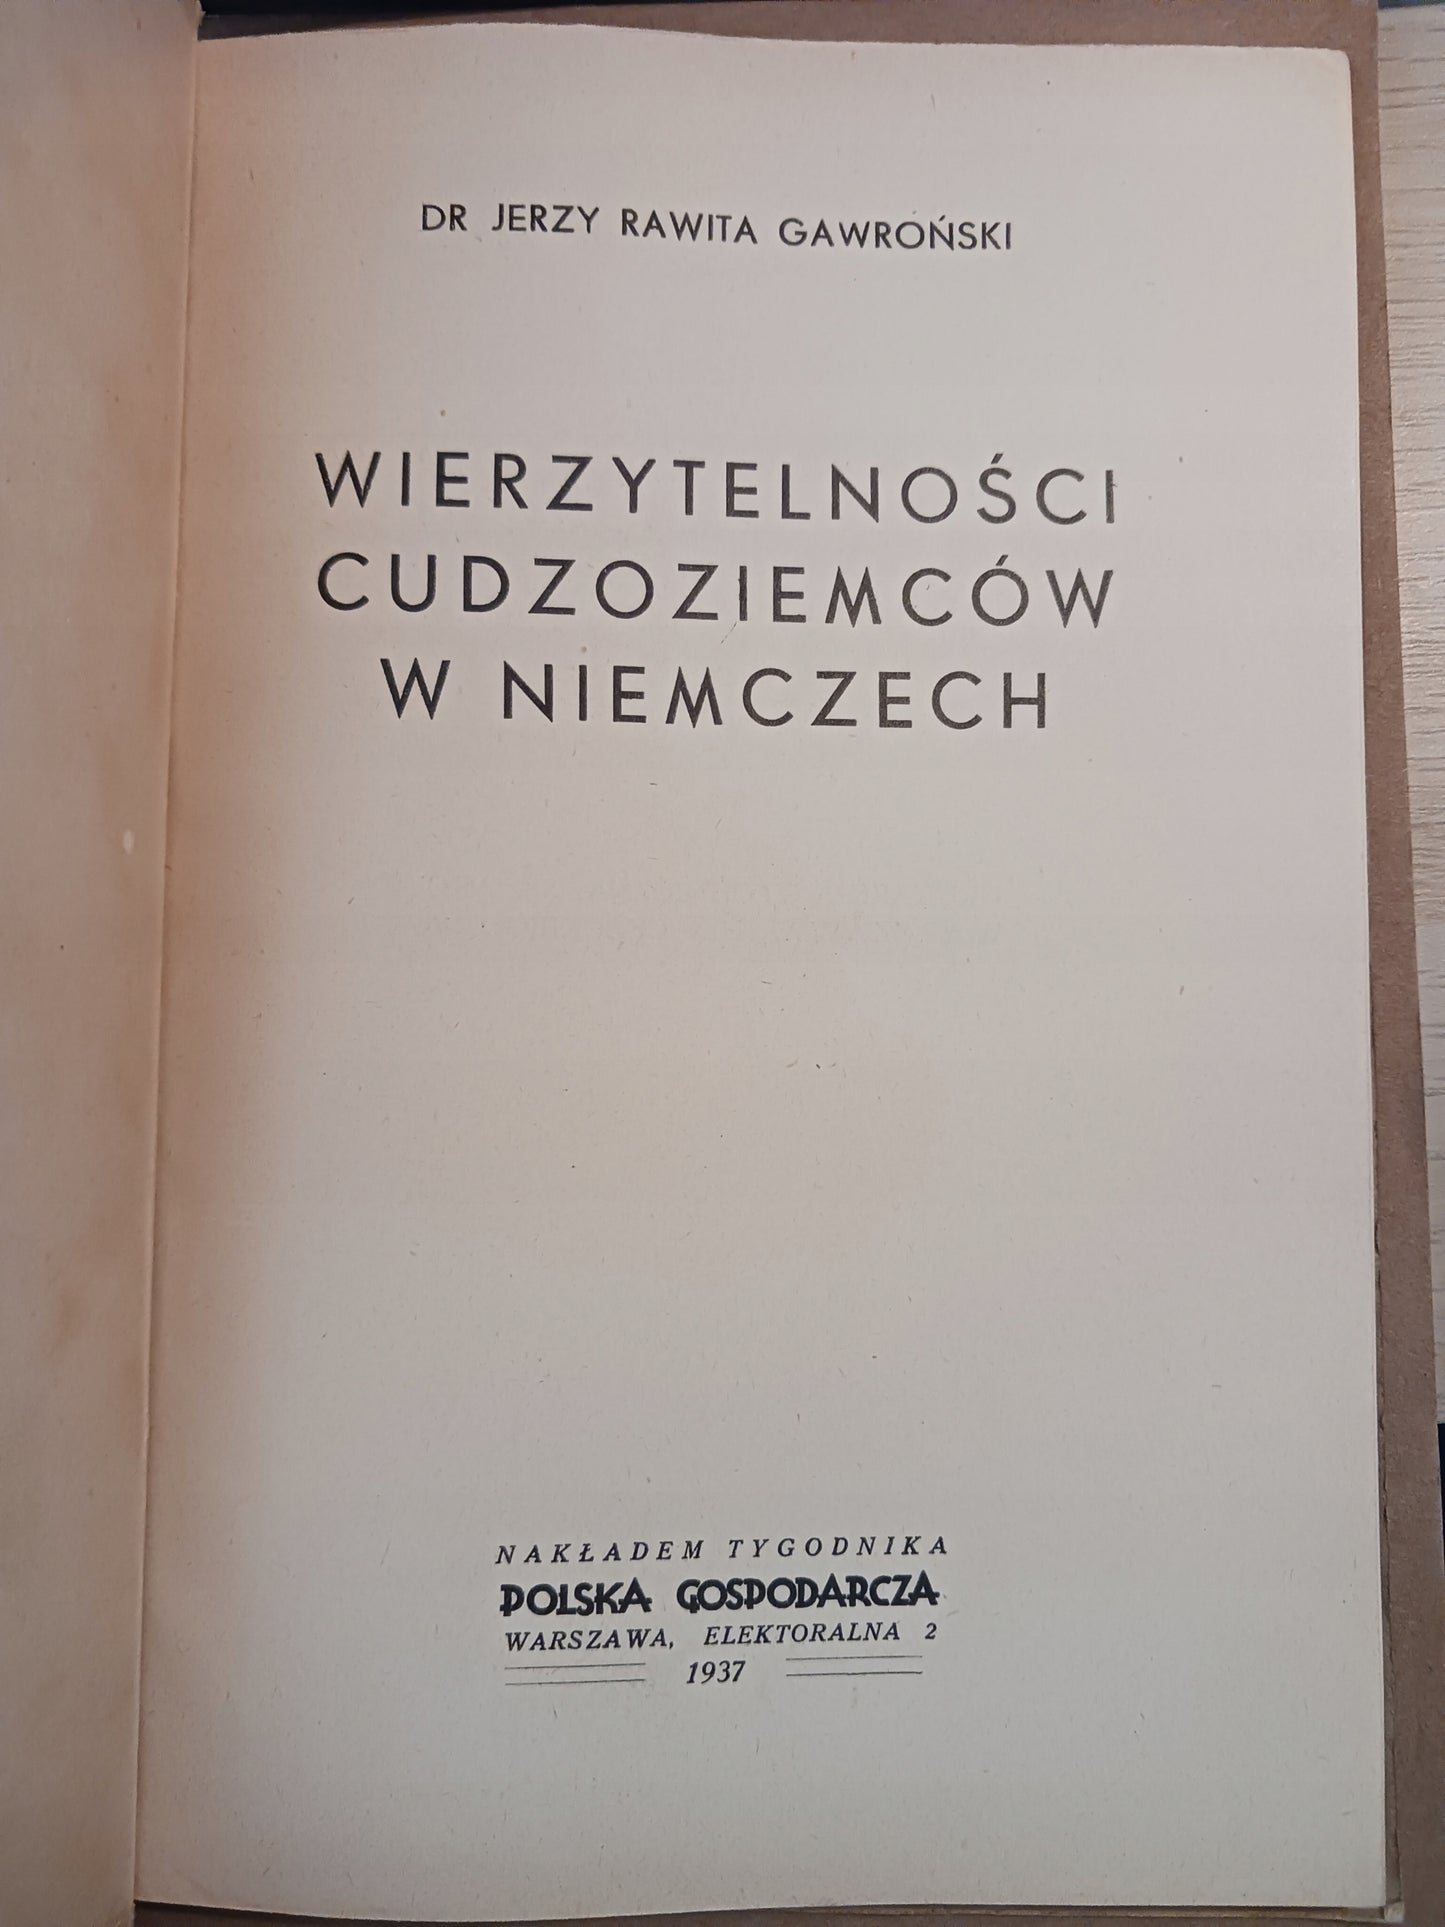 DR JERZY RAWITA GAWROŃSKI
WIERZYTELNOŚCI
CUDZOZIEMCÓW
W NIEMCZECH
NAKŁADEM TYGODNIKA
POLSKA GOSPODARCZA
WARSZAWA, ELEKTORALNA 2
1937